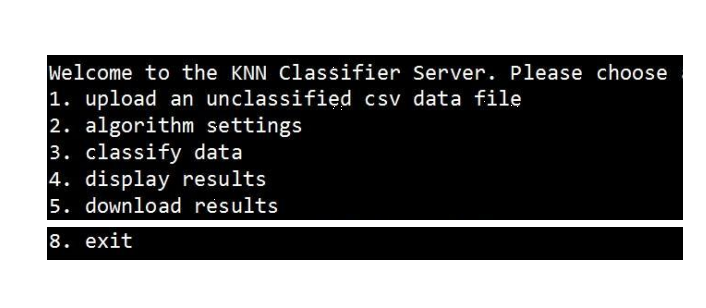 Welcome to the KNN Classifier Server. Please choose
1. upload an unclassified csv data file
2. algorithm settings
3. classify data
4. display results
5. download results
8. exit